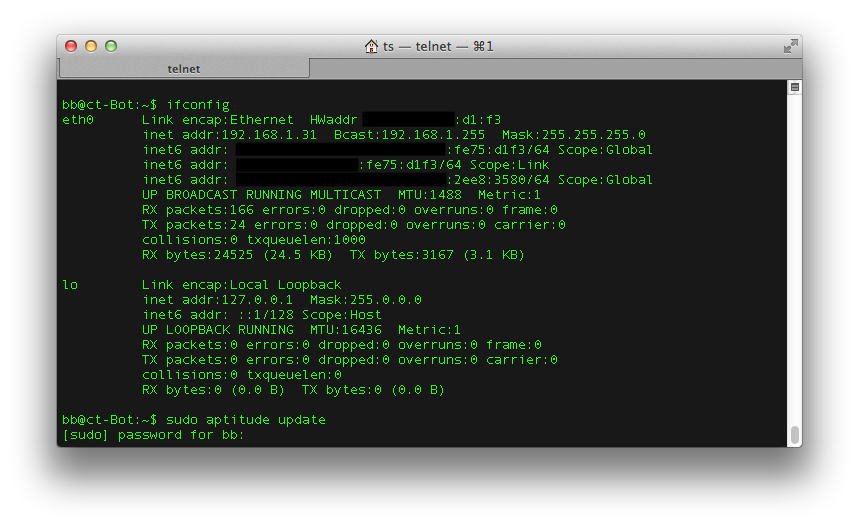 ts — telnet — ⌘1
telnet
bb@ct-Bot:~$ ifconfig
eth0      Link encap:Ethernet  HWaddr :d1:f3
          inet addr:192.168.1.31  Bcast:192.168.1.255  Mask:255.255.255.0
          inet6 addr: :fe75:d1f3/64 Scope:Global
          inet6 addr: :fe75:d1f3/64 Scope:Link
          inet6 addr: :2ee8:3580/64 Scope:Global
          UP BROADCAST RUNNING MULTICAST  MTU:1488  Metric:1
          RX packets:166 errors:0 dropped:0 overruns:0 frame:0
          TX packets:24 errors:0 dropped:0 overruns:0 carrier:0
          collisions:0 txqueuelen:1000
          RX bytes:24525 (24.5 KB)  TX bytes:3167 (3.1 KB)

lo        Link encap:Local Loopback
          inet addr:127.0.0.1  Mask:255.0.0.0
          inet6 addr: ::1/128 Scope:Host
          UP LOOPBACK RUNNING  MTU:16436  Metric:1
          RX packets:0 errors:0 dropped:0 overruns:0 frame:0
          TX packets:0 errors:0 dropped:0 overruns:0 carrier:0
          collisions:0 txqueuelen:0
          RX bytes:0 (0.0 B)  TX bytes:0 (0.0 B)

bb@ct-Bot:~$ sudo aptitude update
[sudo] password for bb: